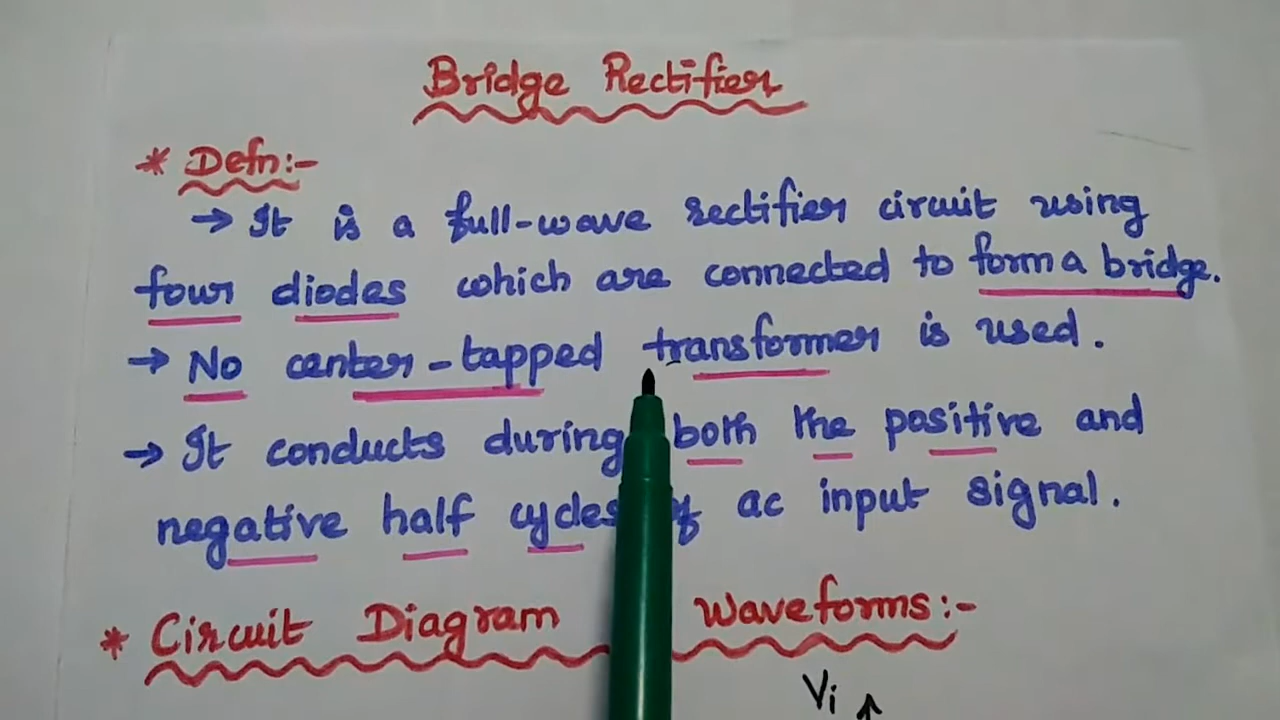 Bridge Rectifier
* Defn:-
→ It is a full-wave rectifier circuit using
four diodes which are connected to form a bridge.
→ No center-tapped transformer is used.
→ It conducts during both the positive and
negative half cycles of ac input signal.
* Circuit Diagram Waveforms:-
Vi ↑